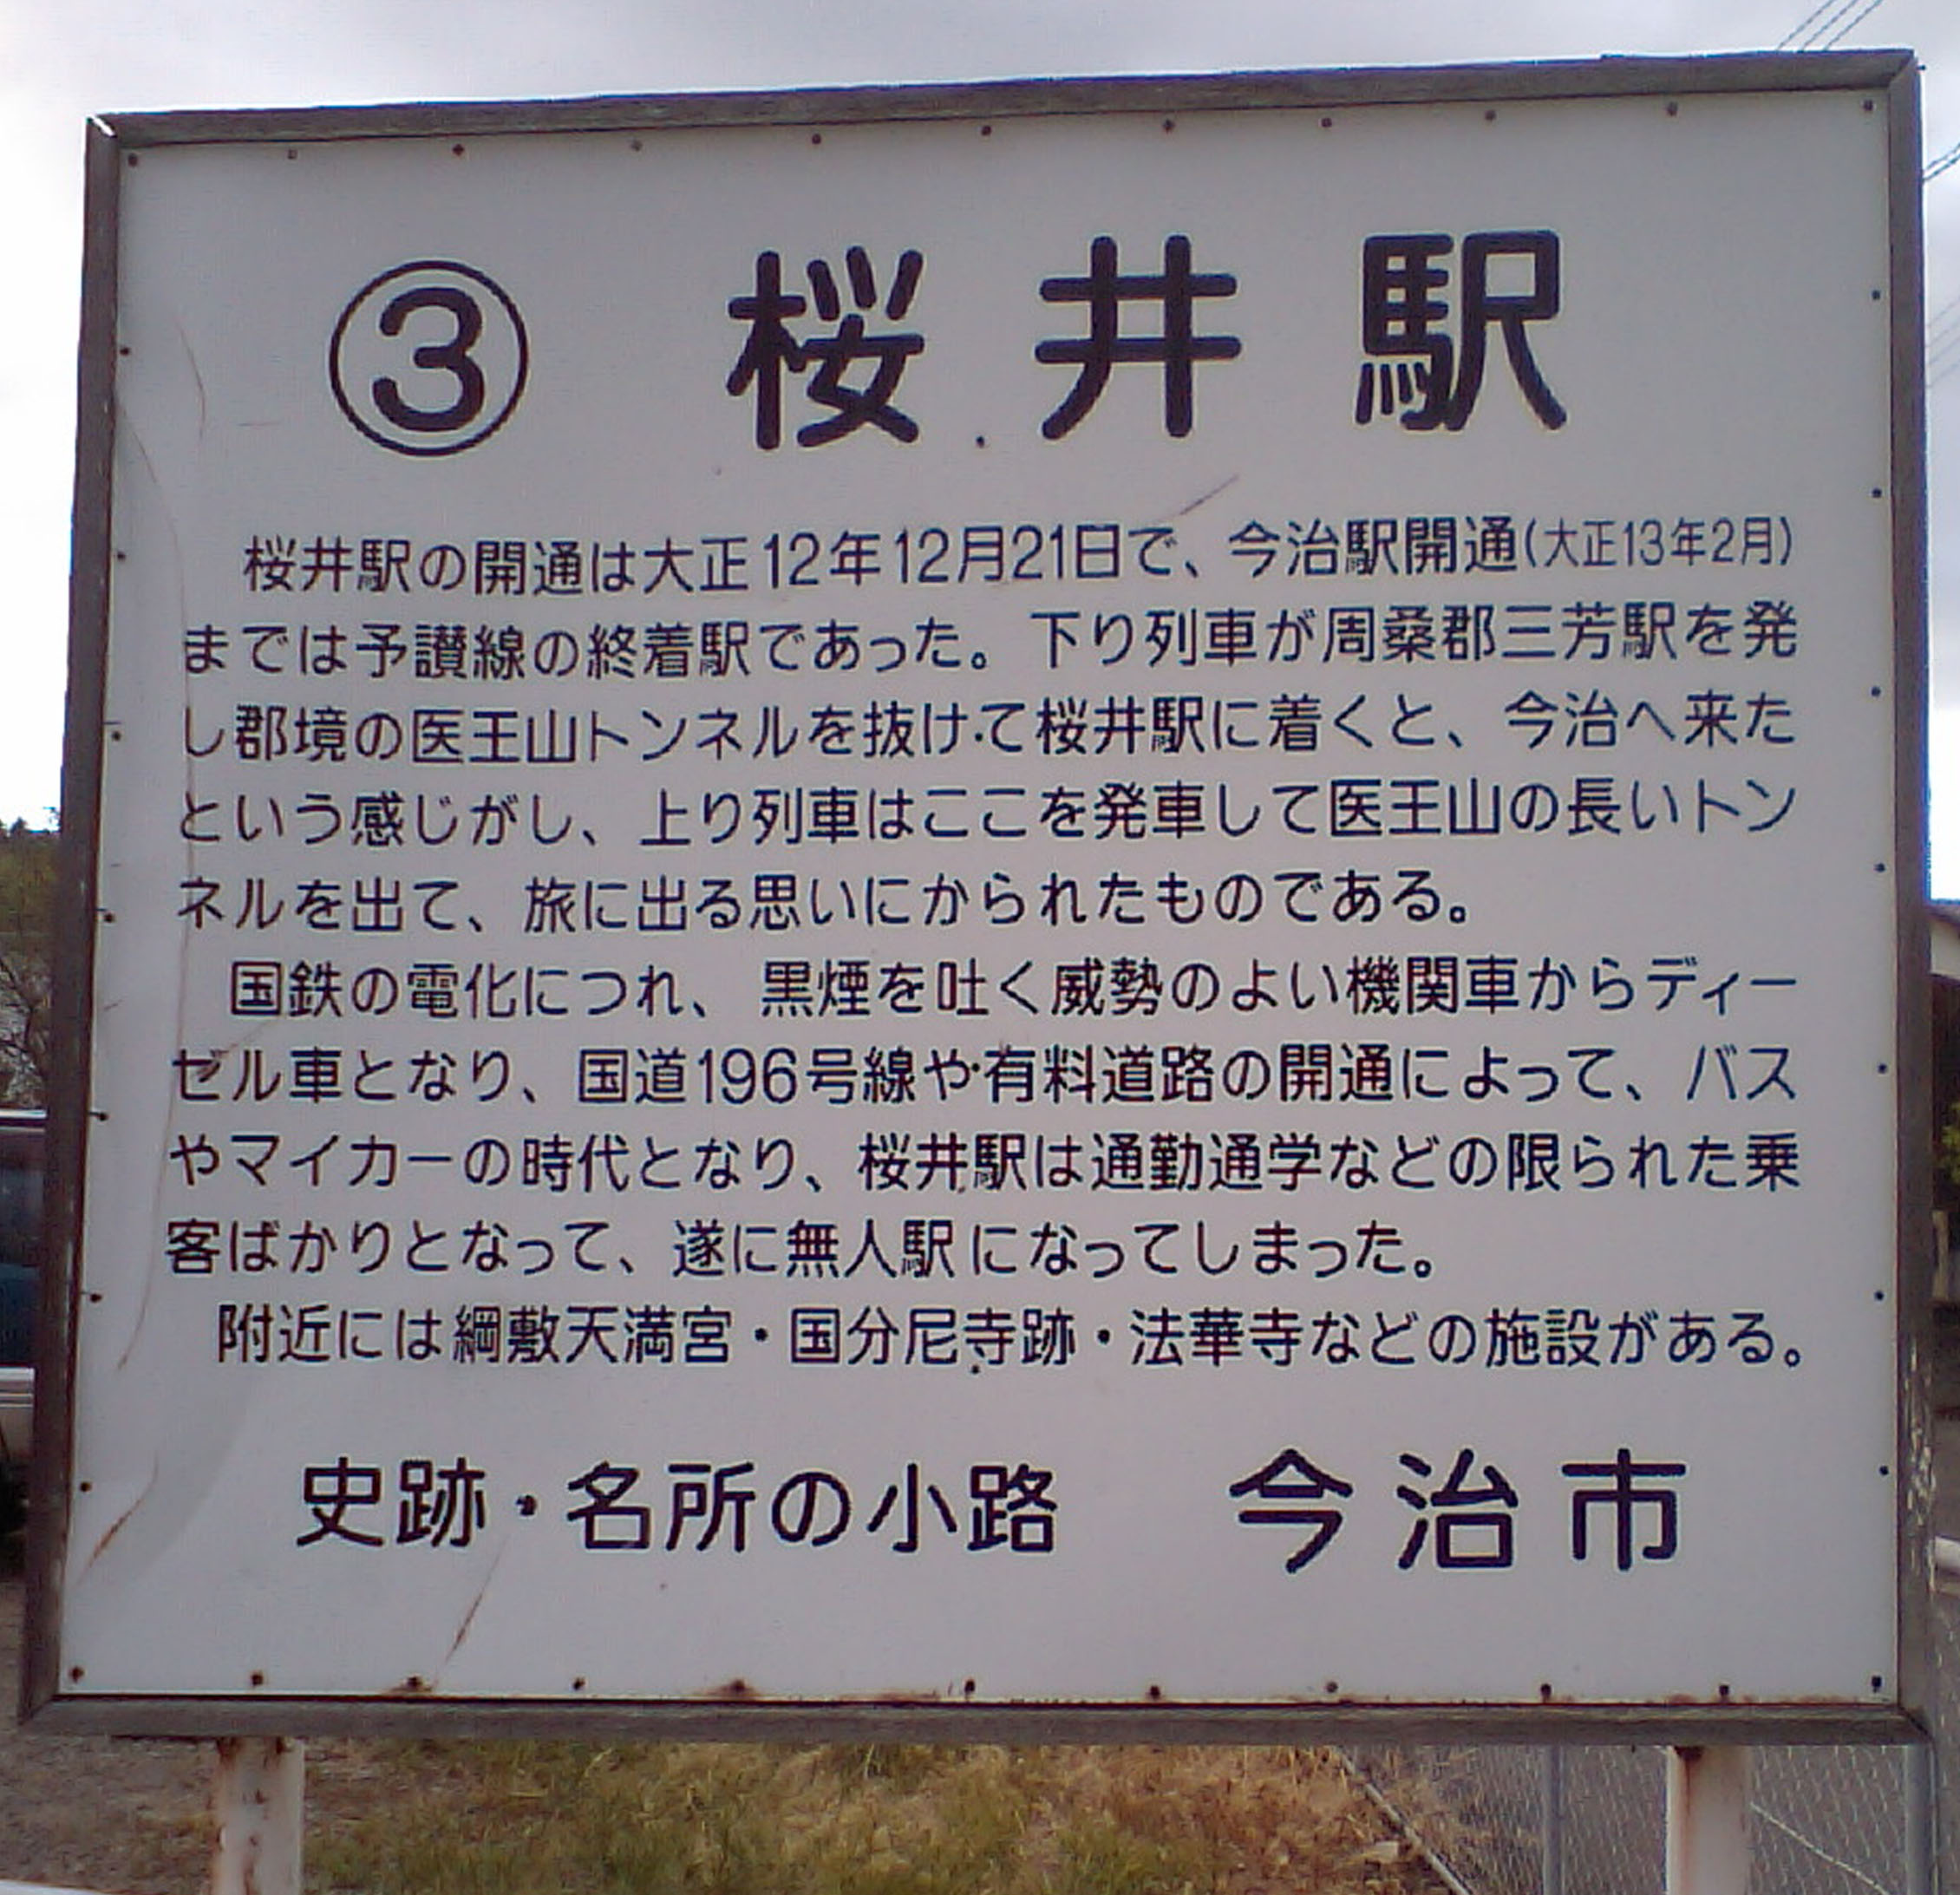 ③ 桜井駅
桜井駅の開通は大正12年12月21日で、今治駅開通(大正13年2月)
までは予讃線の終着駅であった。下り列車が周桑郡三芳駅を発
し郡境の医王山トンネルを抜けて桜井駅に着くと、今治へ来た
という感じがし、上り列車はここを発車して医王山の長いトン
ネルを出て、旅に出る思いにかられたものである。
国鉄の電化につれ、黒煙を吐く威勢のよい機関車からディー
ゼル車となり、国道196号線や有料道路の開通によって、バス
やマイカーの時代となり、桜井駅は通勤通学などの限られた乗
客ばかりとなって、遂に無人駅になってしまった。
附近には綱敷天満宮・国分尼寺跡・法華寺などの施設がある。
史跡・名所の小路 今治市